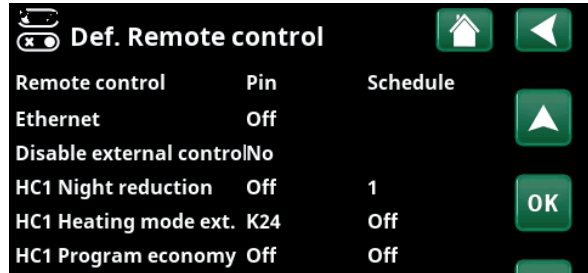 Def. Remote control
Remote control Pin Schedule
Ethernet Off
Disable external control No
HC1 Night reduction Off 1
OK
HC1 Heating mode ext. K24 Off
HC1 Program economy Off Off